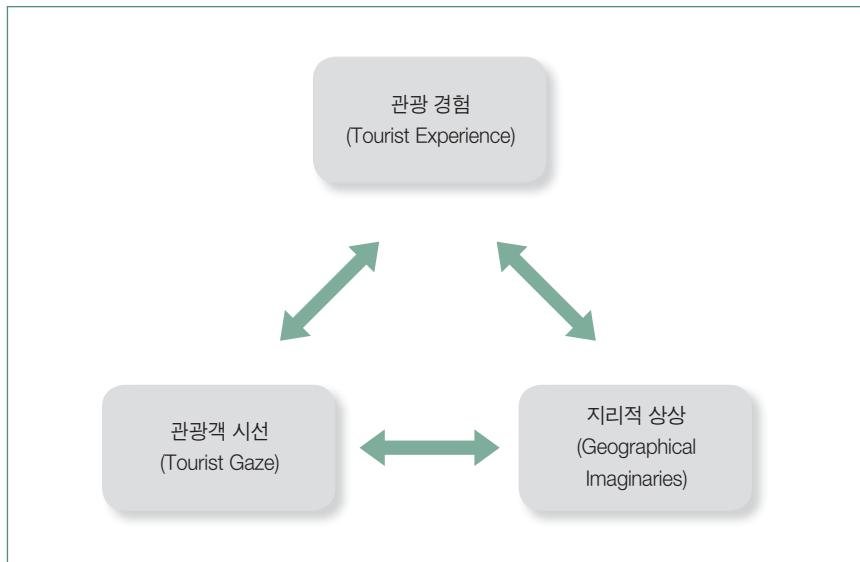 관광 경험
(Tourist Experience)
관광객 시선
(Tourist Gaze)
지리적 상상
(Geographical
Imaginaries)